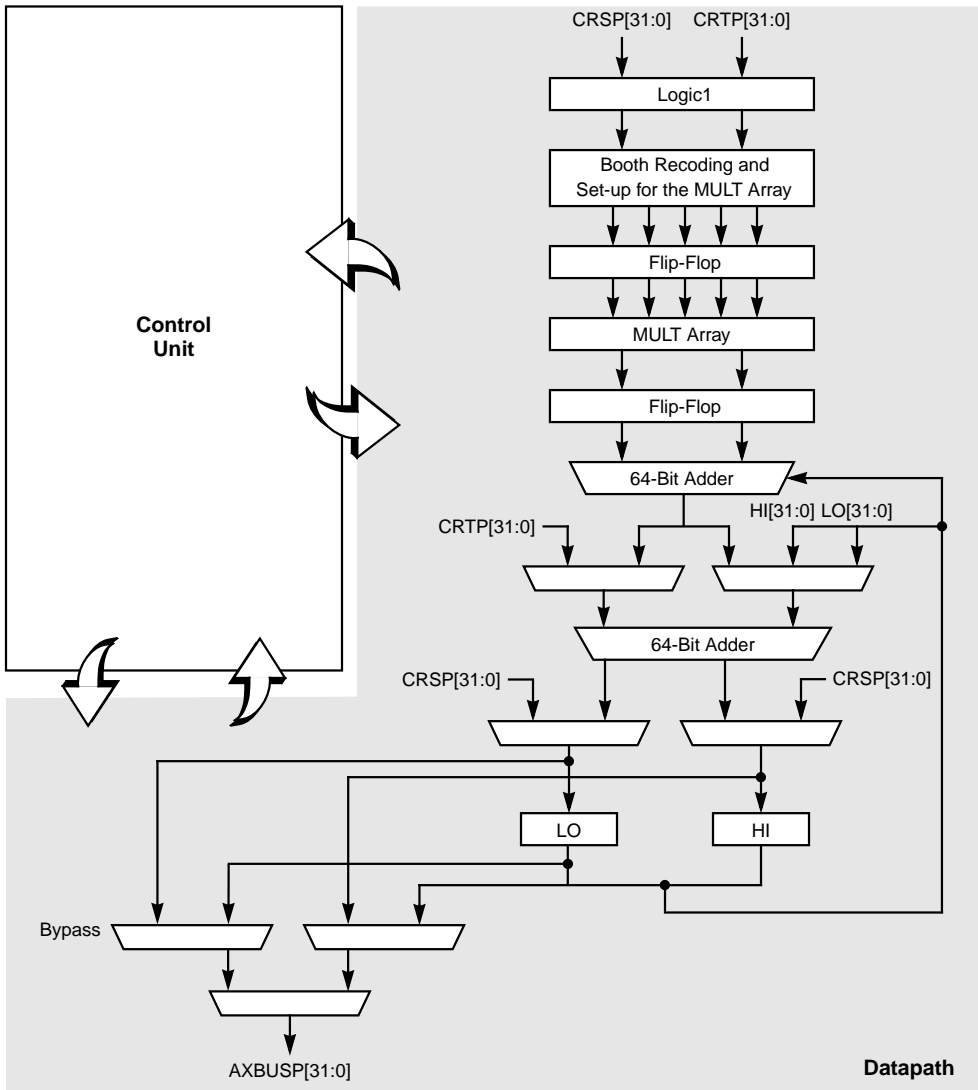 CRSP[31:0] CRTP[31:0]
Logic1
Booth Recoding and
Set-up for the MULT Array
Flip-Flop
Control
Unit
MULT Array
Flip-Flop
64-Bit Adder
HI[31:0] LO[31:0]
CRTP[31:0]
64-Bit Adder
CRSP[31:0]
CRSP[31:0]
LO
HI
Bypass
AXBUSP[31:0]
Datapath